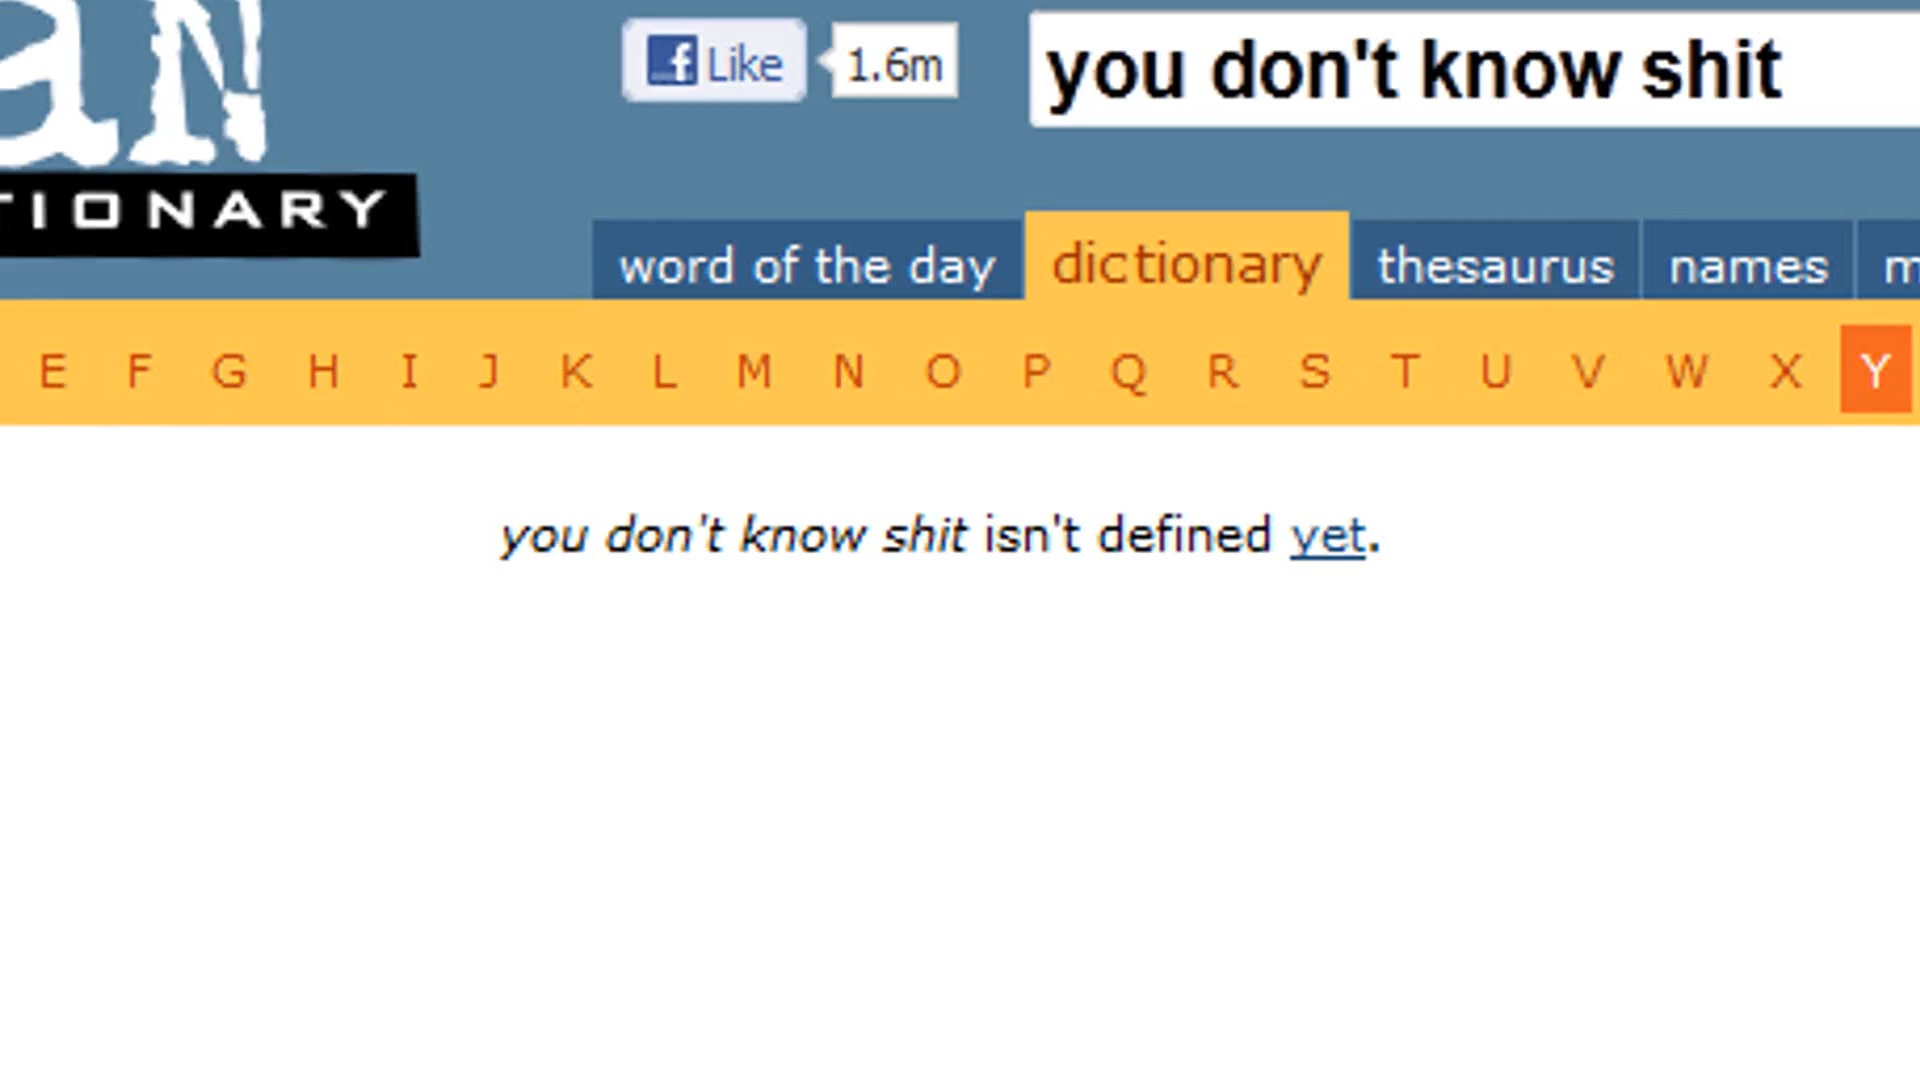 an
Like 1.6m you don't know shit
TIONARY
word of the day dictionary thesaurus names m
E F G H I J K L M N O P Q R S T U V W X Y
you don't know shit isn't defined yet.